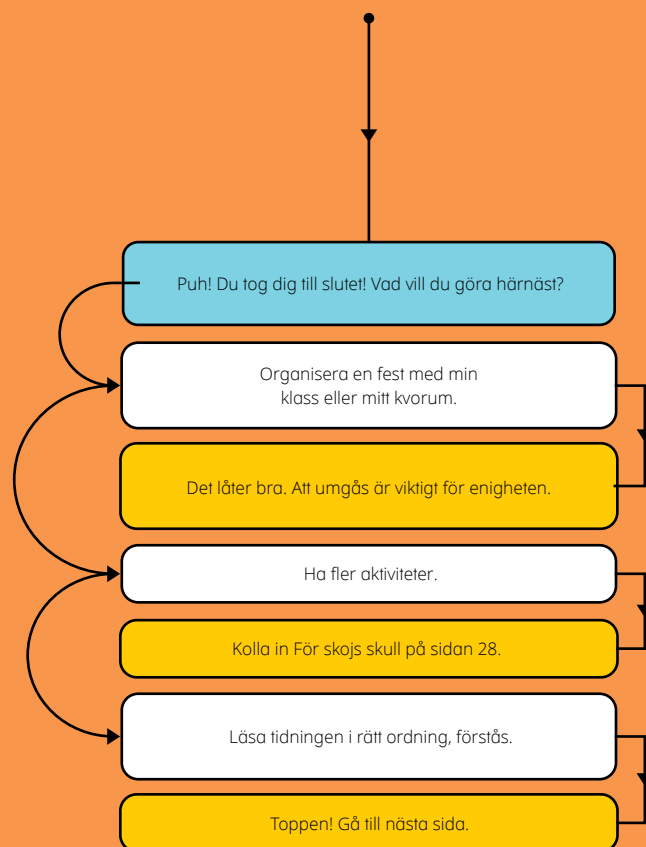 Puh! Du tog dig till slutet! Vad vill du göra härnäst?
Organisera en fest med min
klass eller mitt kvorum.
Det låter bra. Att umgås är viktigt för enigheten.
Ha fler aktiviteter.
Kolla in För skojs skull på sidan 28.
Läsa tidningen i rätt ordning, förstås.
Toppen! Gå till nästa sida.